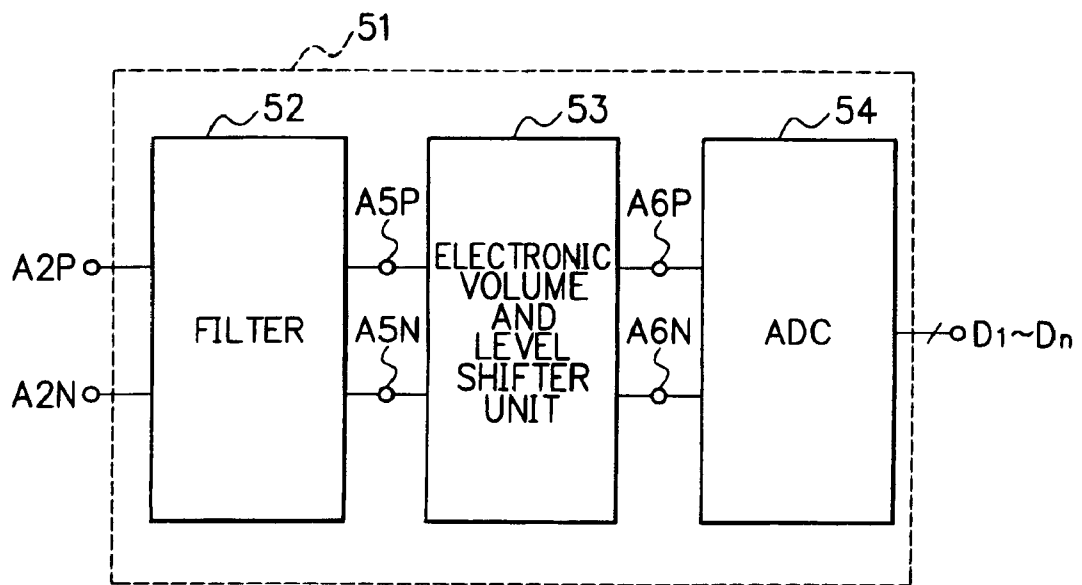 51
52
53
54
A5P
A6P
A2P
ELECTRONIC
VOLUME
AND
LEVEL
SHIFTER
UNIT
FILTER
A5N
A6N
ADC
D1~Dn
A2N